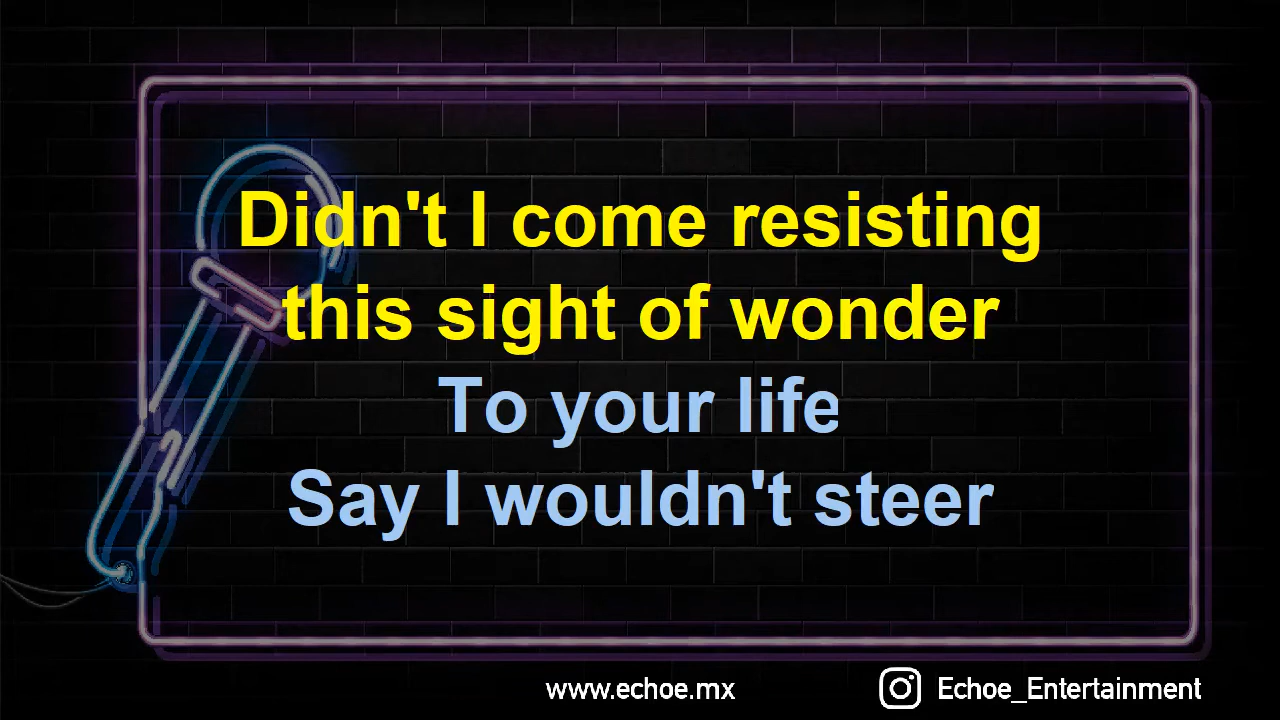 Didn't I come resisting
this sight of wonder
To your life
Say I wouldn't steer
www.echoe.mx
Echoe_Entertainment